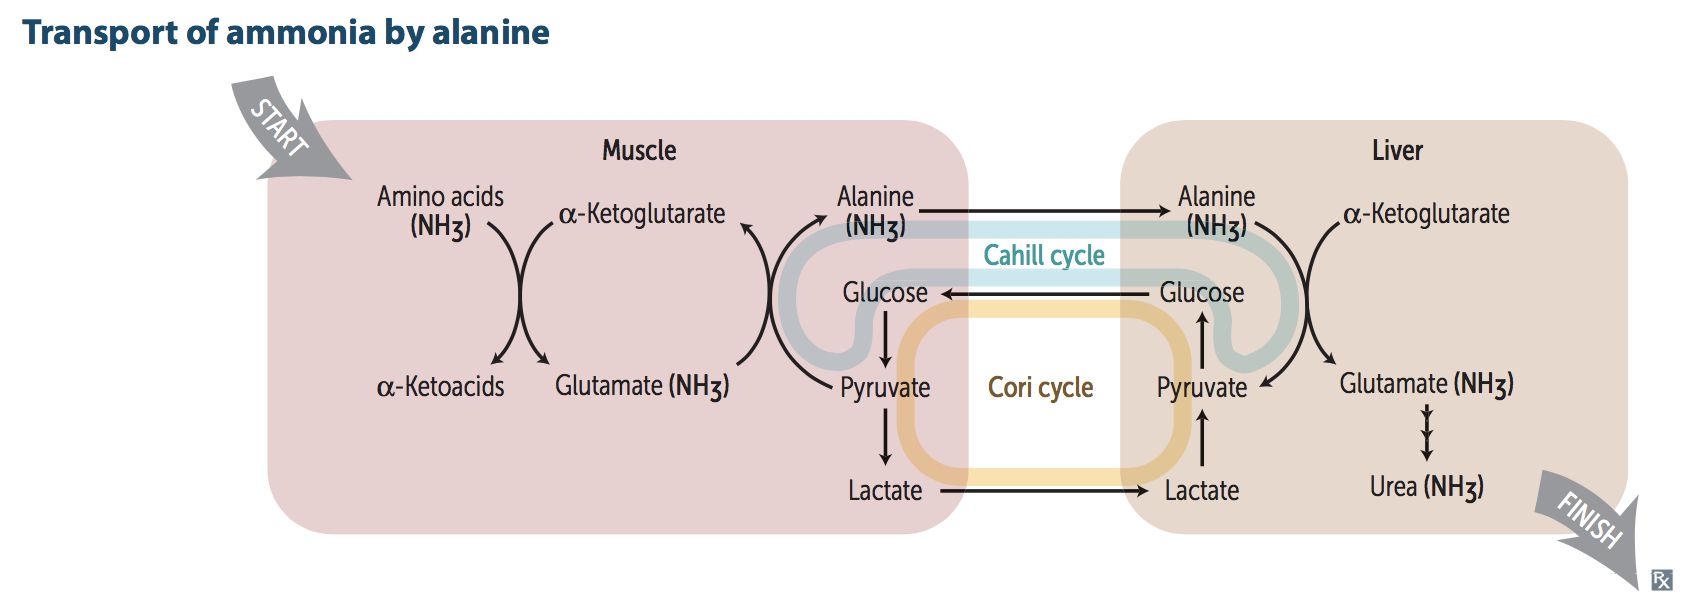 Transport of ammonia by alanine
START
Muscle
Liver
Amino acids
(NH3)
α-Ketoglutarate
Alanine
(NH3)
Alanine
(NH3)
α-Ketoglutarate
Cahill cycle
Glucose
Glucose
α-Ketoacids
Glutamate (NH3)
Pyruvate
Cori cycle
Pyruvate
Glutamate (NH3)
Lactate
Lactate
Urea (NH3)
FINISH
Rx